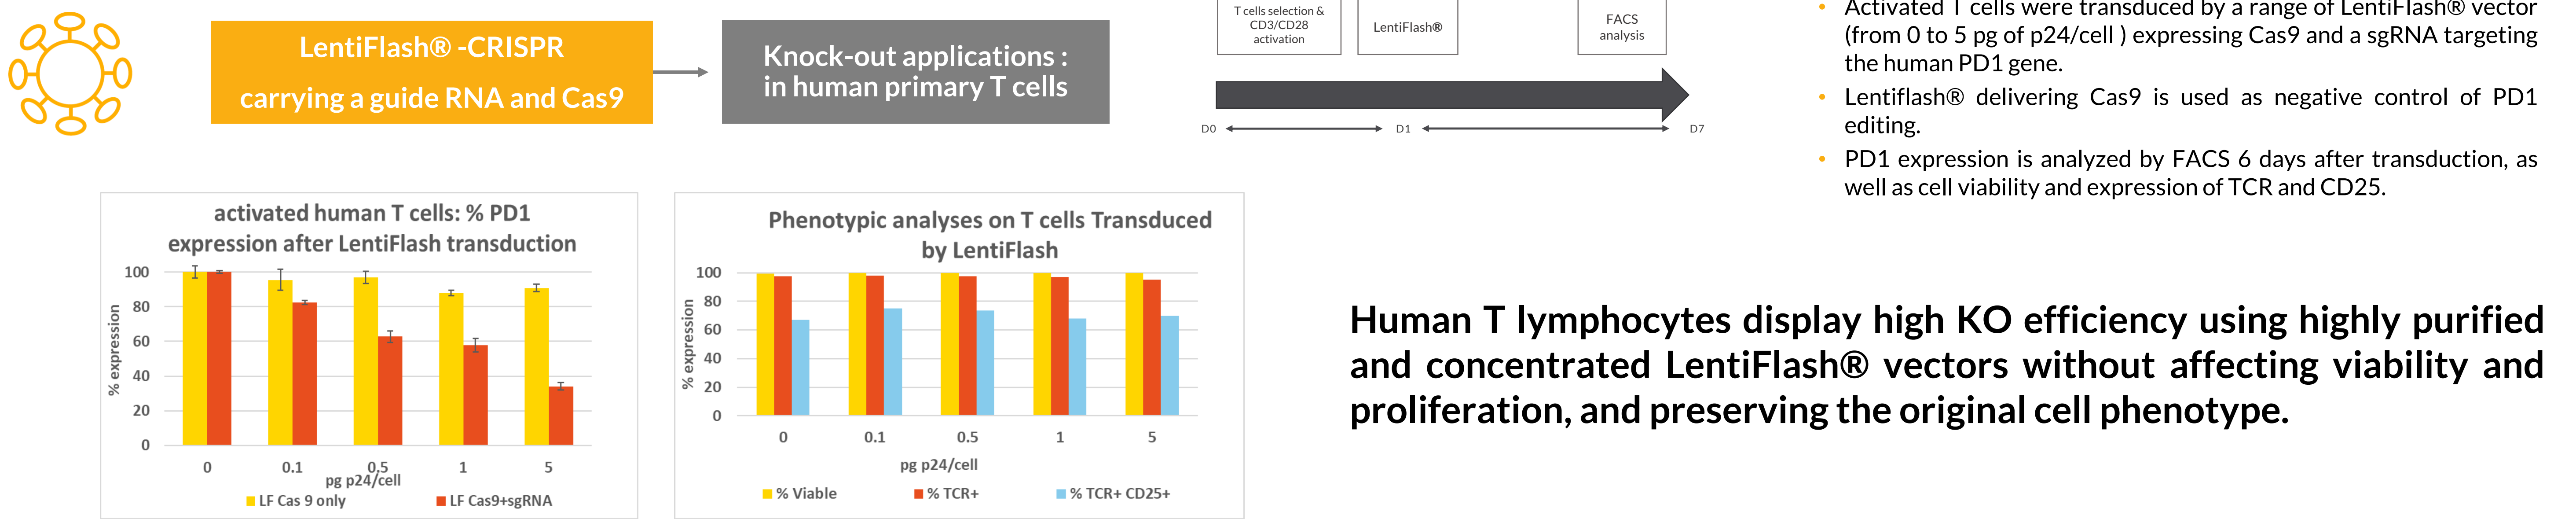 LentiFlash® -CRISPR
carrying a guide RNA and Cas9
Knock-out applications :
in human primary T cells
T cells selection &
CD3/CD28
activation
LentiFlash®
FACS
analysis
D0
D1
D7
• Activated T cells were transduced by a range of LentiFlash® vector
(from 0 to 5 pg of p24/cell ) expressing Cas9 and a sgRNA targeting
the human PD1 gene.
• Lentiflash® delivering Cas9 is used as negative control of PD1
editing.
• PD1 expression is analyzed by FACS 6 days after transduction, as
well as cell viability and expression of TCR and CD25.
activated human T cells: % PD1
expression after LentiFlash transduction
% expression
100
80
60
40
20
0
0 0.1 0.5 1 5
pg p24/cell
LF Cas 9 only LF Cas9+sgRNA
Phenotypic analyses on T cells Transduced
by LentiFlash
% expression
100
80
60
40
20
0
0 0.1 0.5 1 5
pg p24/cell
% Viable % TCR+ % TCR+ CD25+
Human T lymphocytes display high KO efficiency using highly purified
and concentrated LentiFlash® vectors without affecting viability and
proliferation, and preserving the original cell phenotype.